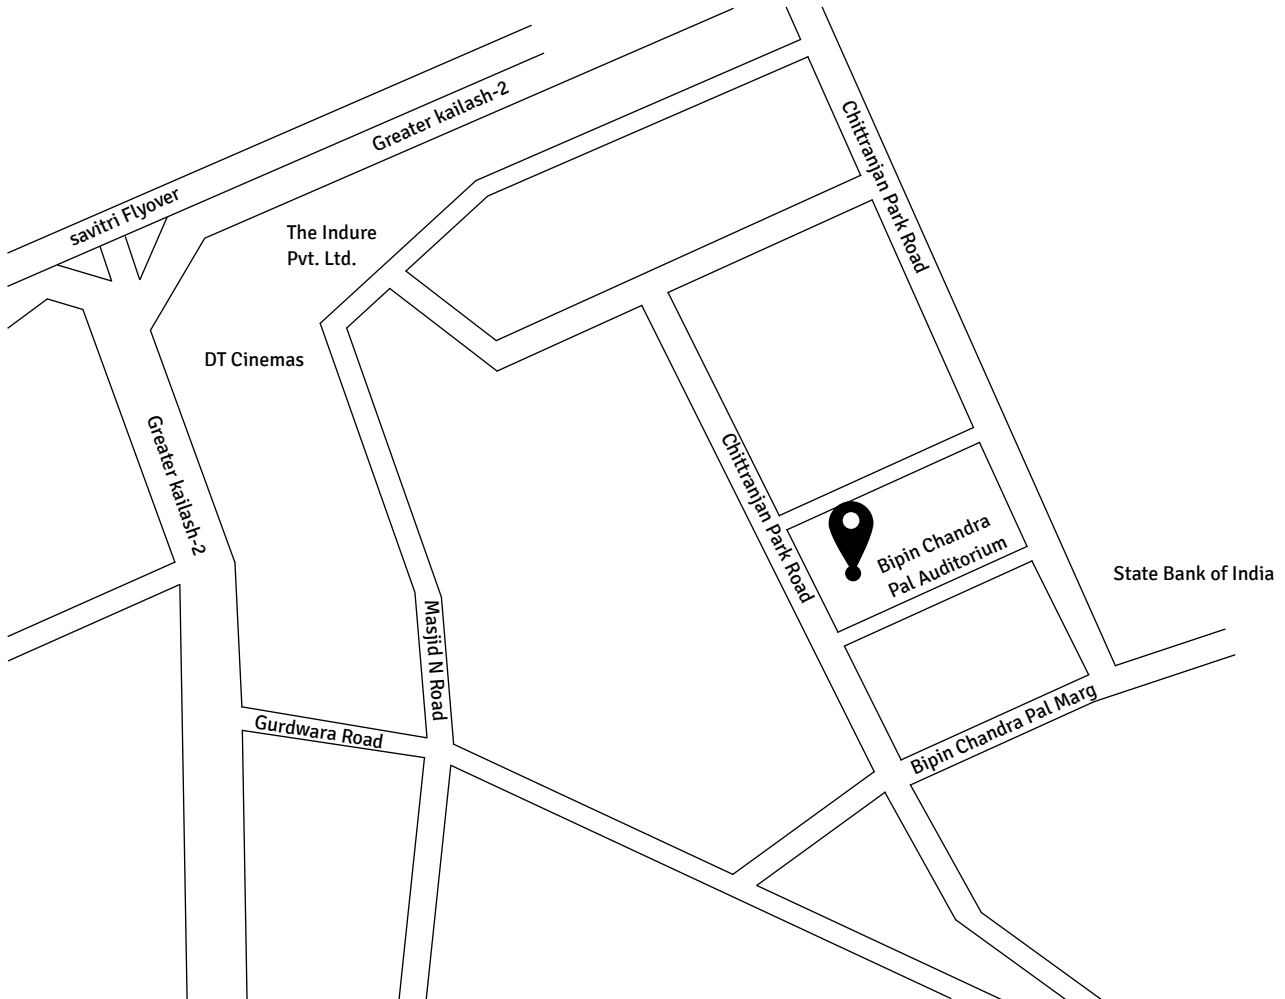 Greater kailash-2
Chittranjan Park Road
savitri Flyover
The Indure
Pvt. Ltd.
DT Cinemas
Greater kailash-2
Chittranjan Park Road
Bipin Chandra
Pal Auditorium
State Bank of India
Masjid N Road
Gurdwara Road
Bipin Chandra Pal Marg